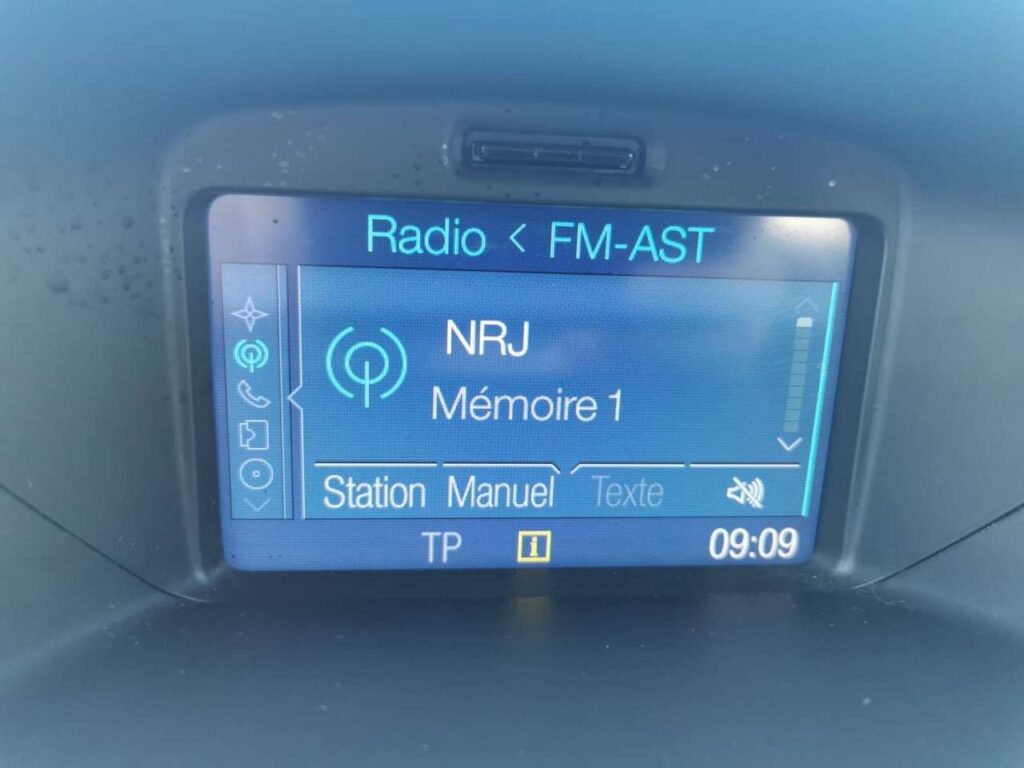 Radio < FM-AST
NRJ
Mémoire 1
Station Manuel Texte
TP i 09:09